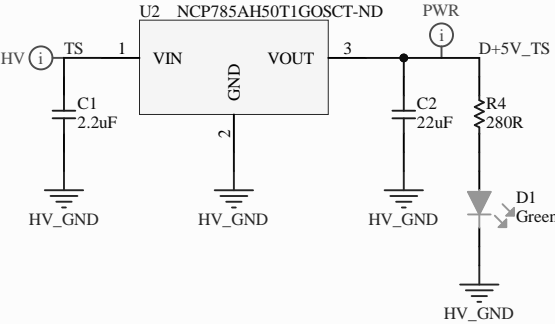 U2 NCP785AH50T1GOSCT-ND
PWR
HV i TS 1 VIN VOUT 3 i D+5V_TS
GND
C1
2.2uF
C2
22uF
R4
280R
2
D1
Green
HV_GND HV_GND HV_GND
HV_GND